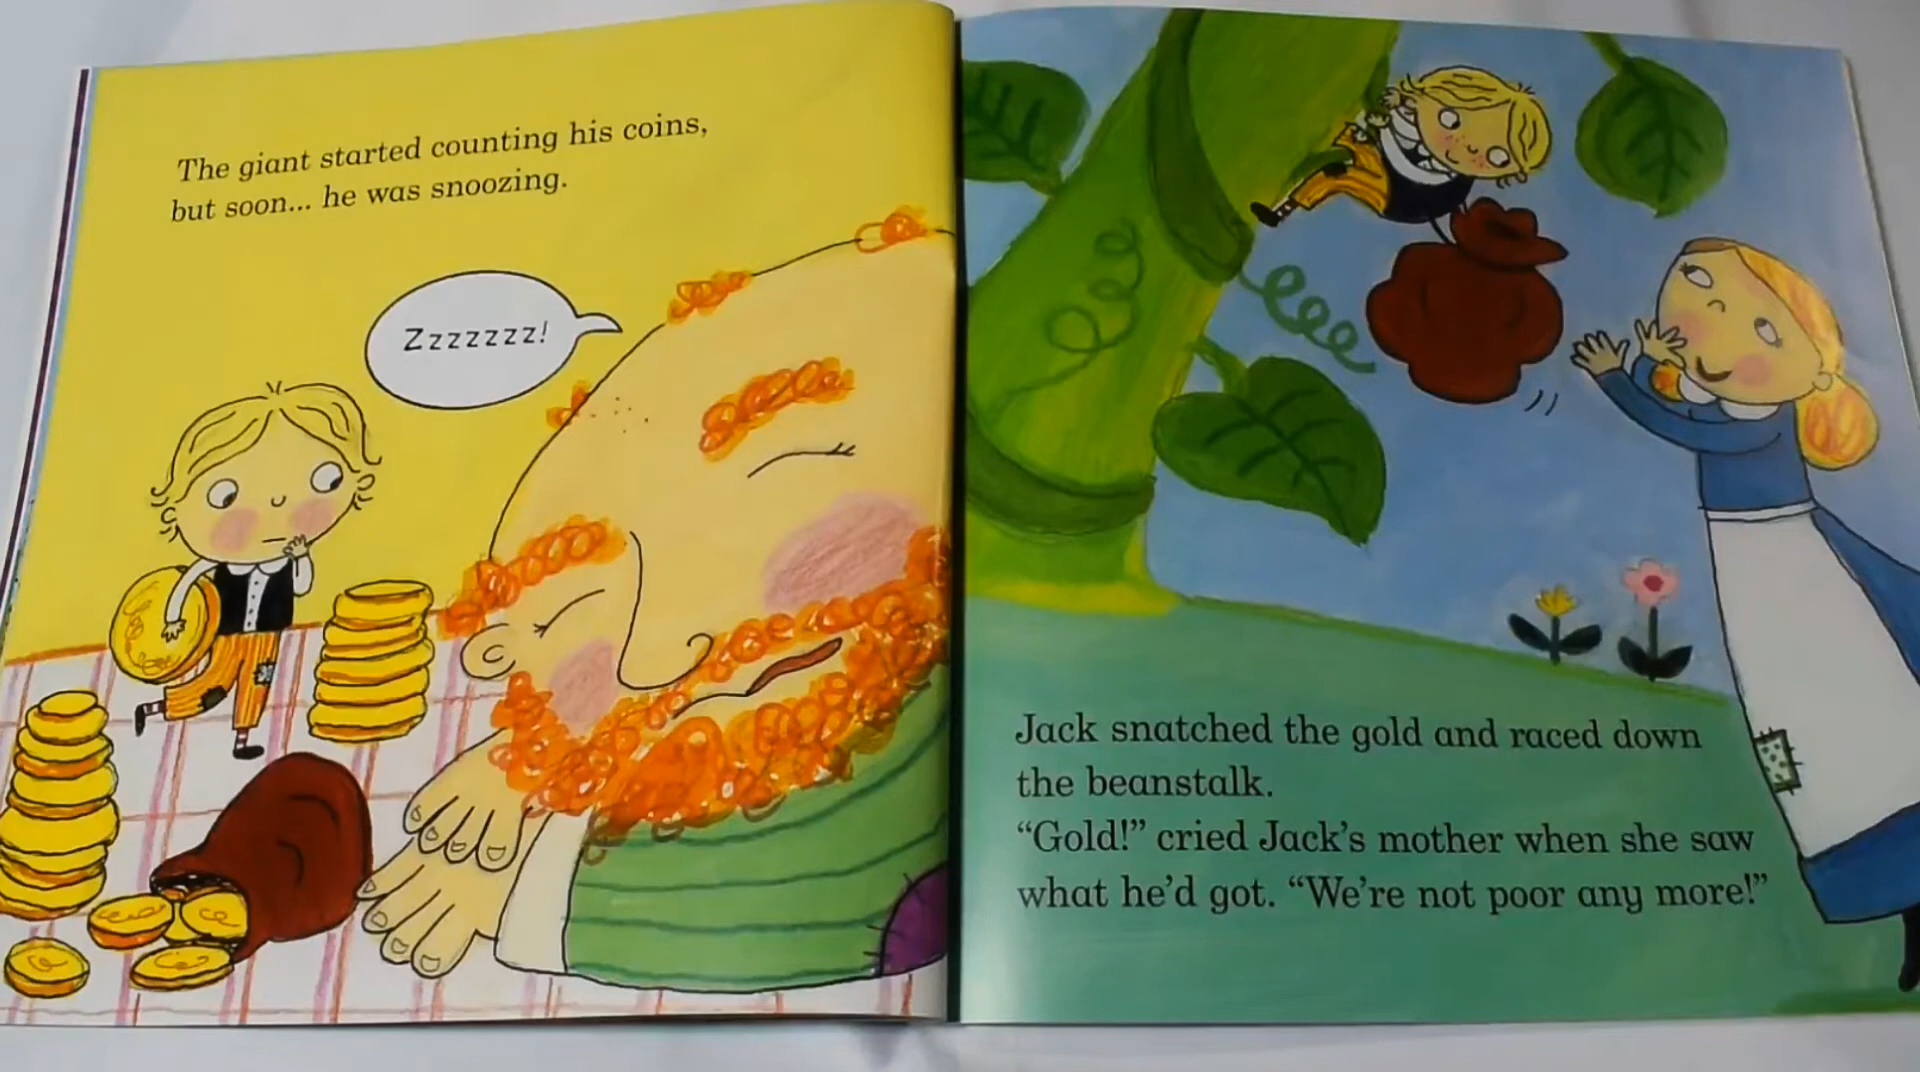 The giant started counting his coins,
but soon... he was snoozing.
Zzzzzzz!
Jack snatched the gold and raced down
the beanstalk.
“Gold!” cried Jack’s mother when she saw
what he’d got. “We’re not poor any more!”